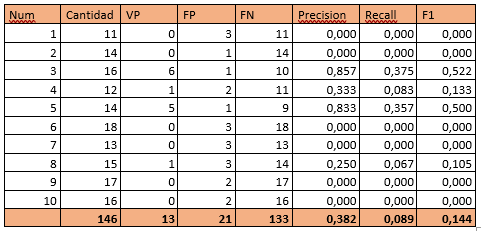 Num Cantidad VP FP FN Precision Recall F1
1 11 0 3 11 0,000 0,000 0,000
2 14 0 1 14 0,000 0,000 0,000
3 16 6 1 10 0,857 0,375 0,522
4 12 1 2 11 0,333 0,083 0,133
5 14 5 1 9 0,833 0,357 0,500
6 18 0 3 18 0,000 0,000 0,000
7 13 0 3 13 0,000 0,000 0,000
8 15 1 3 14 0,250 0,067 0,105
9 17 0 2 17 0,000 0,000 0,000
10 16 0 2 16 0,000 0,000 0,000
146 13 21 133 0,382 0,089 0,144